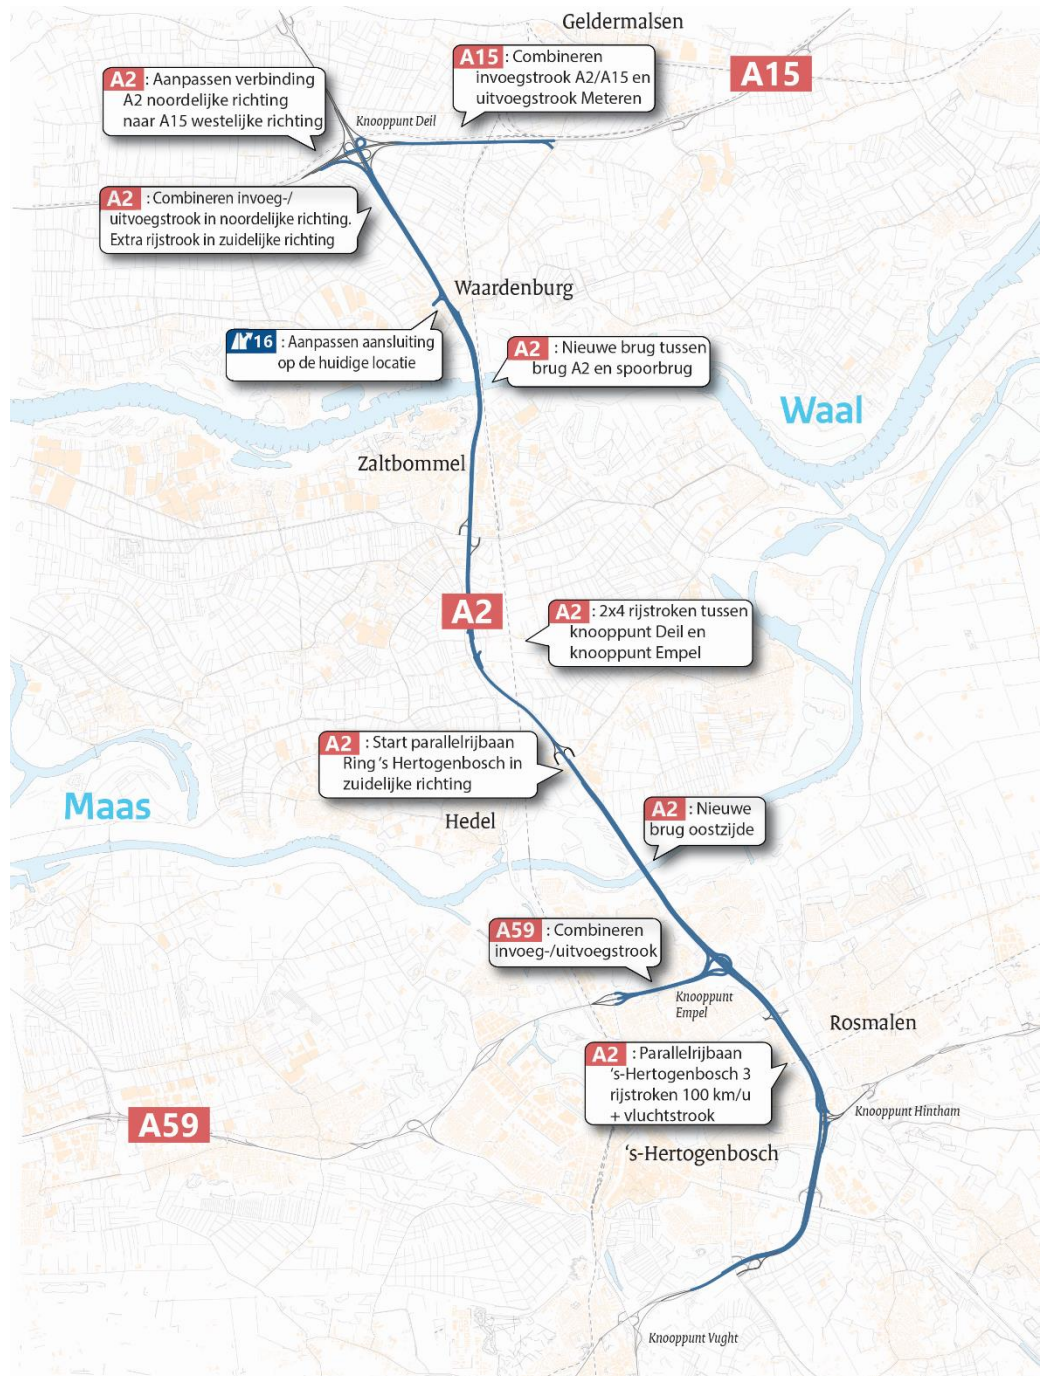 Geldermalsen
A15 : Combineren
invoegstrook A2/A15 en
uitvoegstrook Meteren
A15
A2 : Aanpassen verbinding
A2 noordelijke richting
naar A15 westelijke richting
Knooppunt Deil
A2 : Combineren invoeg-/
uitvoegstrook in noordelijke richting.
Extra rijstrook in zuidelijke richting
Waardenburg
16 : Aanpassen aansluiting
op de huidige locatie
A2 : Nieuwe brug tussen
brug A2 en spoorbrug
Waal
Zaltbommel
A2
A2 : 2x4 rijstroken tussen
knooppunt Deil en
knooppunt Empel
A2 : Start parallelrijbaan
Ring 's Hertogenbosch in
zuidelijke richting
Maas
Hedel
A2 : Nieuwe
brug oostzijde
A59 : Combineren
invoeg-/uitvoegstrook
Knooppunt
Empel
Rosmalen
A2 : Parallelrijbaan
's-Hertogenbosch 3
rijstroken 100 km/u
+ vluchtstrook
Knooppunt Hintham
A59
's-Hertogenbosch
Knooppunt Vught